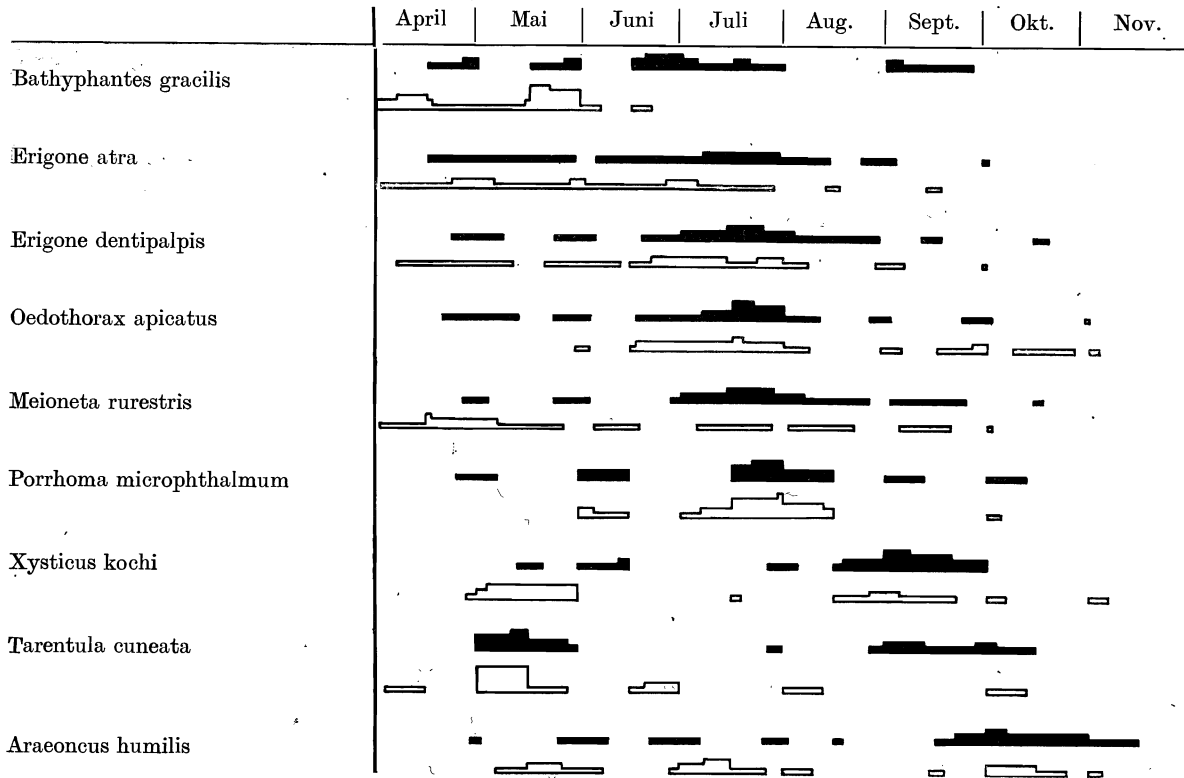 April | Mai | Juni | Juli | Aug. | Sept. | Okt. | Nov.
Bathyphantes gracilis
Erigone atra
Erigone dentipalpis
Oedothorax apicatus
Meioneta rurestris
Porrhoma microphthalmum
Xysticus kochi
Tarentula cuneata
Araeoncus humilis